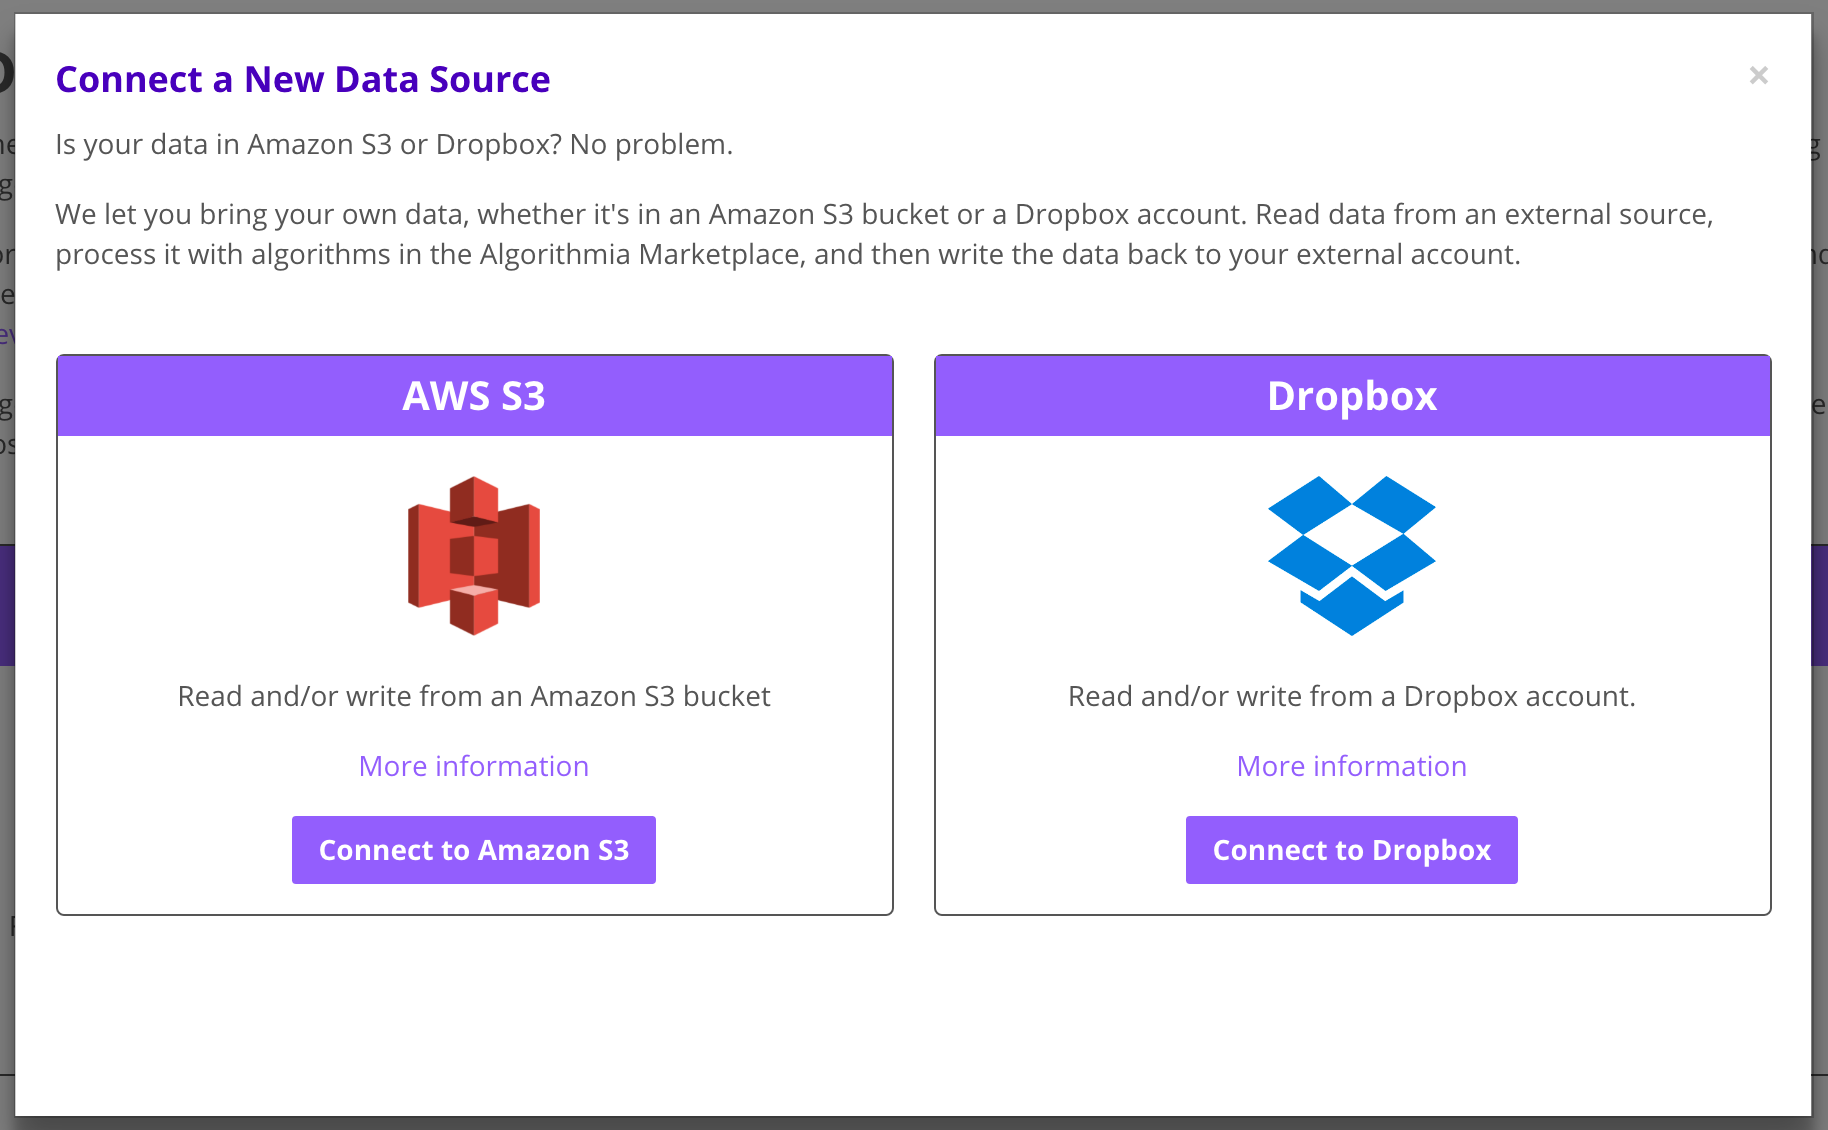 Connect a New Data Source
×
Is your data in Amazon S3 or Dropbox? No problem.
We let you bring your own data, whether it's in an Amazon S3 bucket or a Dropbox account. Read data from an external source,
process it with algorithms in the Algorithmia Marketplace, and then write the data back to your external account.
AWS S3
Read and/or write from an Amazon S3 bucket
More information
Connect to Amazon S3
Dropbox
Read and/or write from a Dropbox account.
More information
Connect to Dropbox